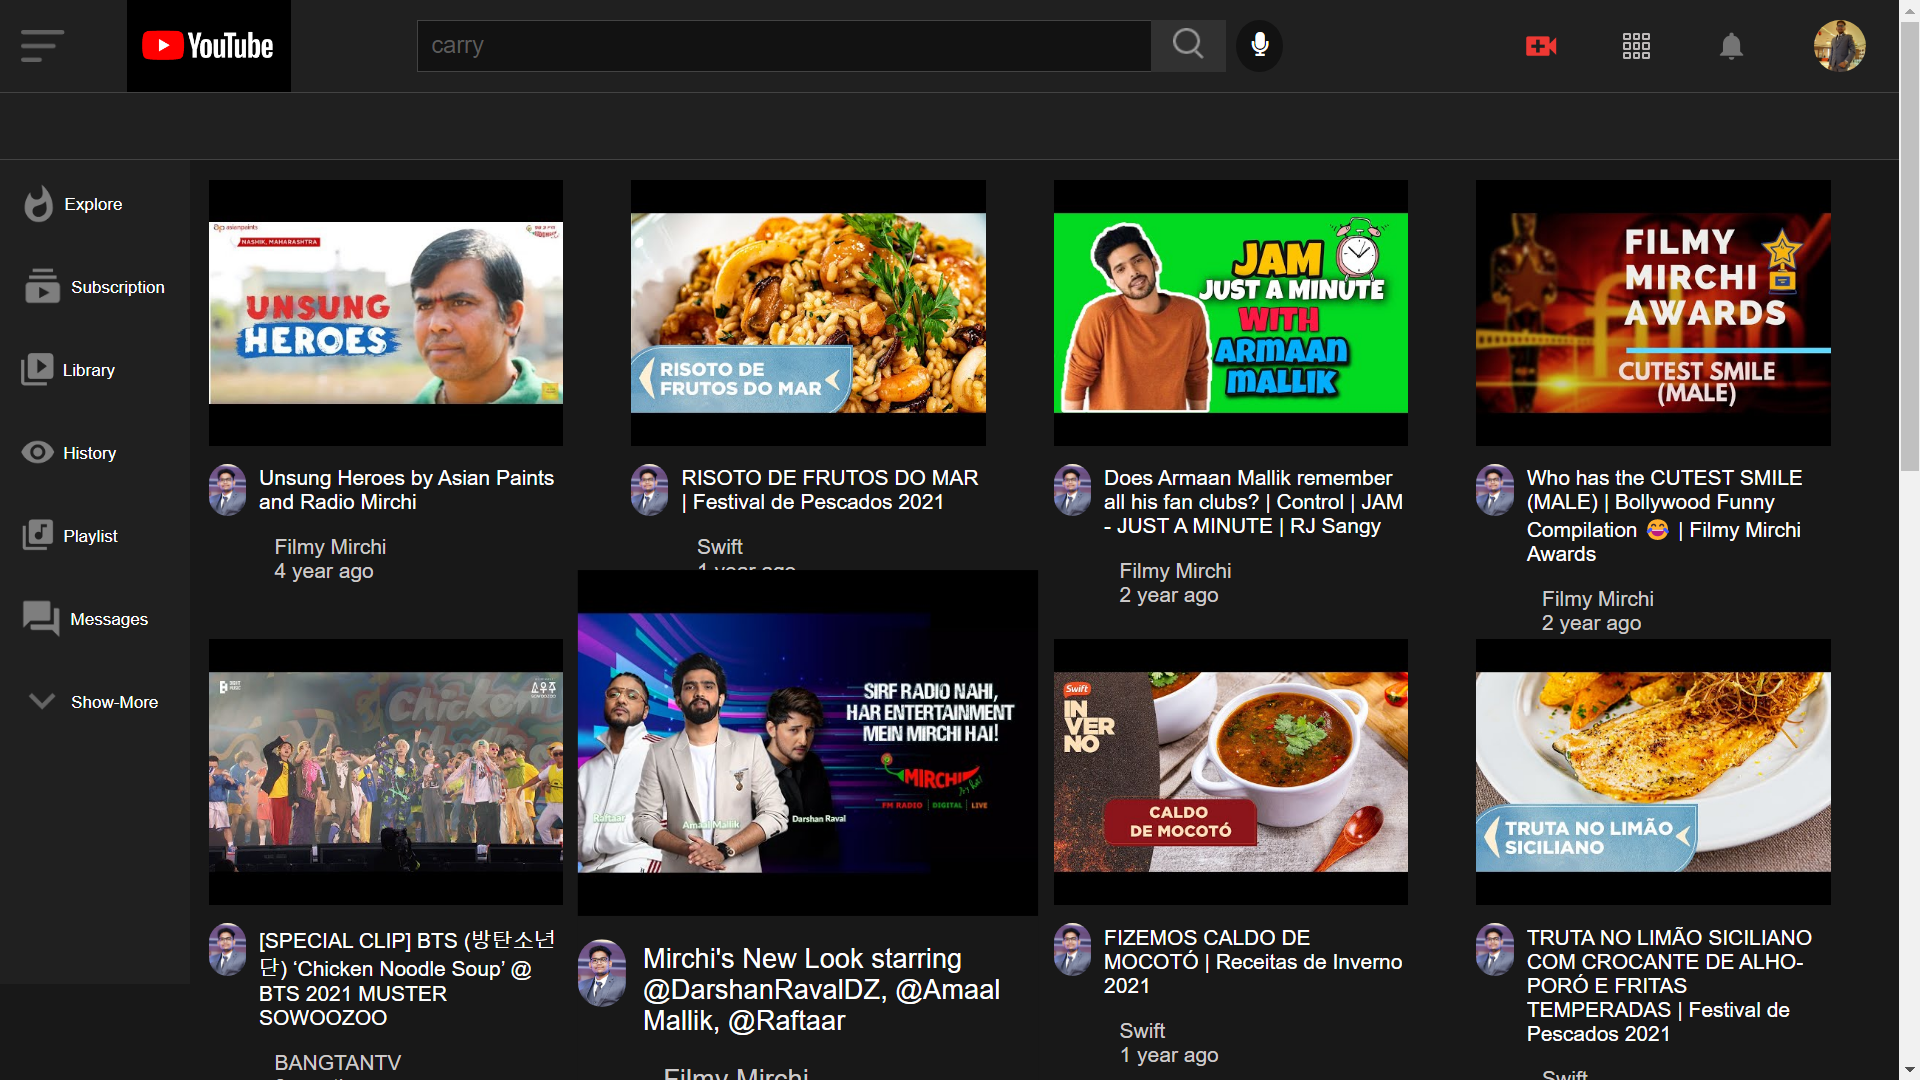 YouTube
carry
Explore
Subscription
Library
History
Playlist
Messages
Show-More
asianpaints
NASHIK, MAHARASHTRA
UNSUNG
HEROES
Unsung Heroes by Asian Paints
and Radio Mirchi
Filmy Mirchi
4 year ago
RISOTO DE
FRUTOS DO MAR
RISOTO DE FRUTOS DO MAR
| Festival de Pescados 2021
Swift
1 year ago
JAM
JUST A MINUTE
WITH
ARMAAN
MALLIK
Does Armaan Mallik remember
all his fan clubs? | Control | JAM
- JUST A MINUTE | RJ Sangy
Filmy Mirchi
2 year ago
FILMY
MIRCHI
AWARDS
CUTEST SMILE
(MALE)
Who has the CUTEST SMILE
(MALE) | Bollywood Funny
Compilation 😂 | Filmy Mirchi
Awards
Filmy Mirchi
2 year ago
Chicken
[SPECIAL CLIP] BTS (방탄소년
단) ‘Chicken Noodle Soup’ @
BTS 2021 MUSTER
SOWOOZOO
BANGTANTV
SIRF RADIO NAHI,
HAR ENTERTAINMENT
MEIN MIRCHI HAI!
MIRCHI
FM RADIO | DIGITAL | LIVE
Raftaar
Amaal Mallik
Darshan Raval
Mirchi's New Look starring
@DarshanRavalDZ, @Amaal
Mallik, @Raftaar
Filmy Mirchi
Swift
IN
VER
NO
CALDO
DE MOCOTÓ
FIZEMOS CALDO DE
MOCOTÓ | Receitas de Inverno
2021
Swift
1 year ago
TRUTA NO LIMÃO
SICILIANO
TRUTA NO LIMÃO SICILIANO
COM CROCANTE DE ALHO-
PORÓ E FRITAS
TEMPERADAS | Festival de
Pescados 2021
Swift